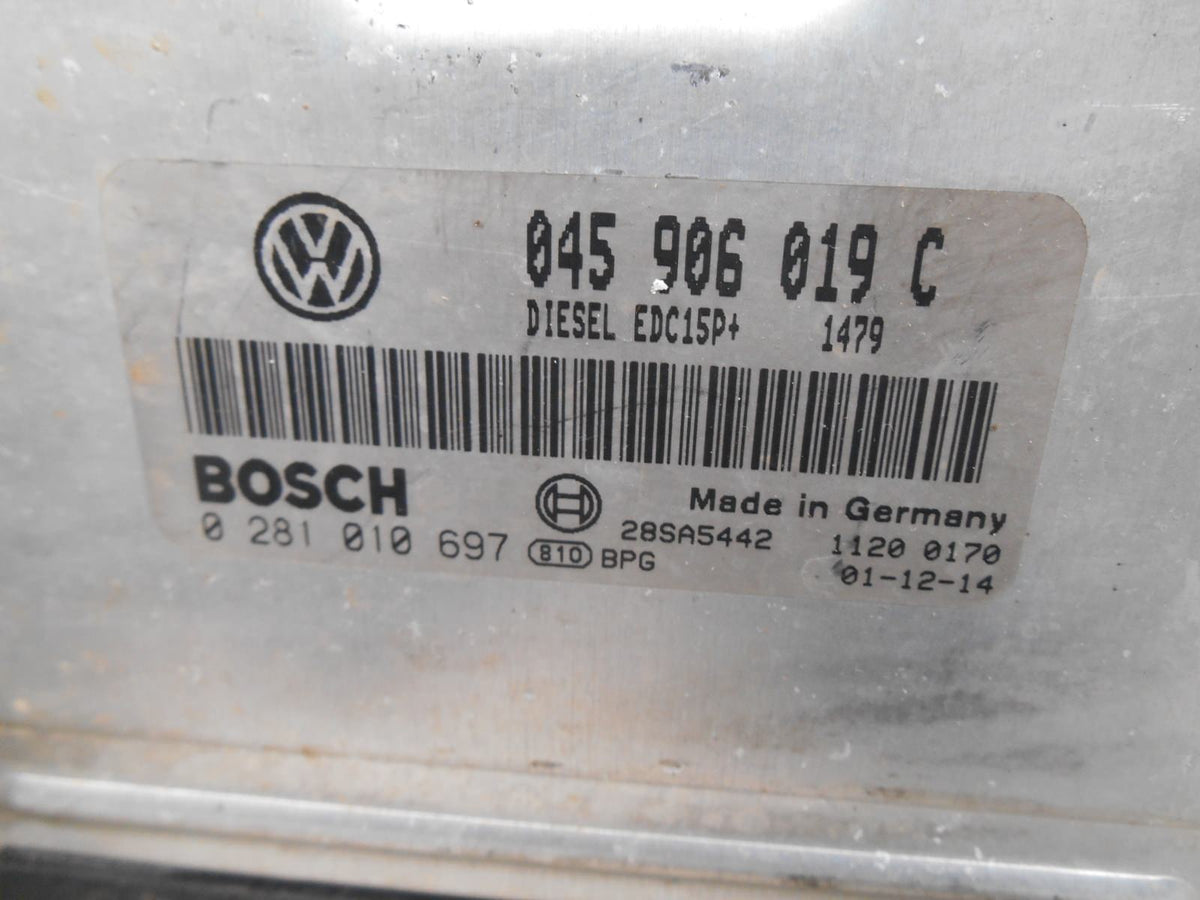 045 906 019 C
DIESEL EDC15P+ 1479
BOSCH
Made in Germany
0 281 010 697
28SA5442
1120 0170
810 BPG
01-12-14